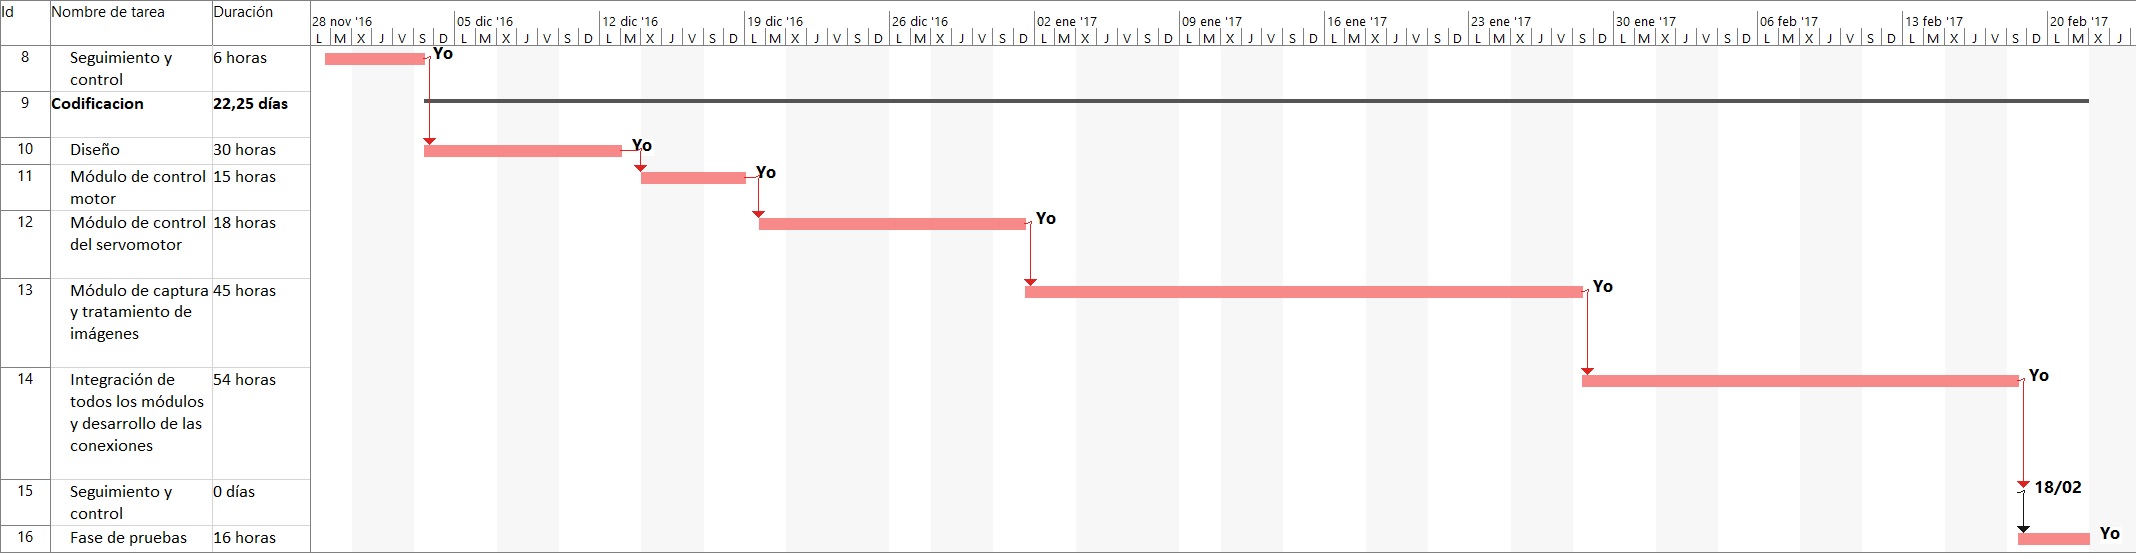 Id Nombre de tarea Duración
28 nov '16 05 dic '16 12 dic '16 19 dic '16 26 dic '16 02 ene '17 09 ene '17 16 ene '17 23 ene '17 30 ene '17 06 feb '17 13 feb '17 20 feb '17
L M X J V S D L M X J V S D L M X J V S D L M X J V S D L M X J V S D L M X J V S D L M X J V S D L M X J V S D L M X J V S D L M X J V S D L M X J V S D L M X J V S D L M X J
8 Seguimiento y 6 horas Yo
control
9 Codificacion 22,25 días
10 Diseño 30 horas Yo
11 Módulo de control 15 horas Yo
motor
12 Módulo de control 18 horas Yo
del servomotor
13 Módulo de captura 45 horas Yo
y tratamiento de
imágenes
14 Integración de 54 horas Yo
todos los módulos
y desarrollo de las
conexiones
15 Seguimiento y 0 días 18/02
control
16 Fase de pruebas 16 horas Yo